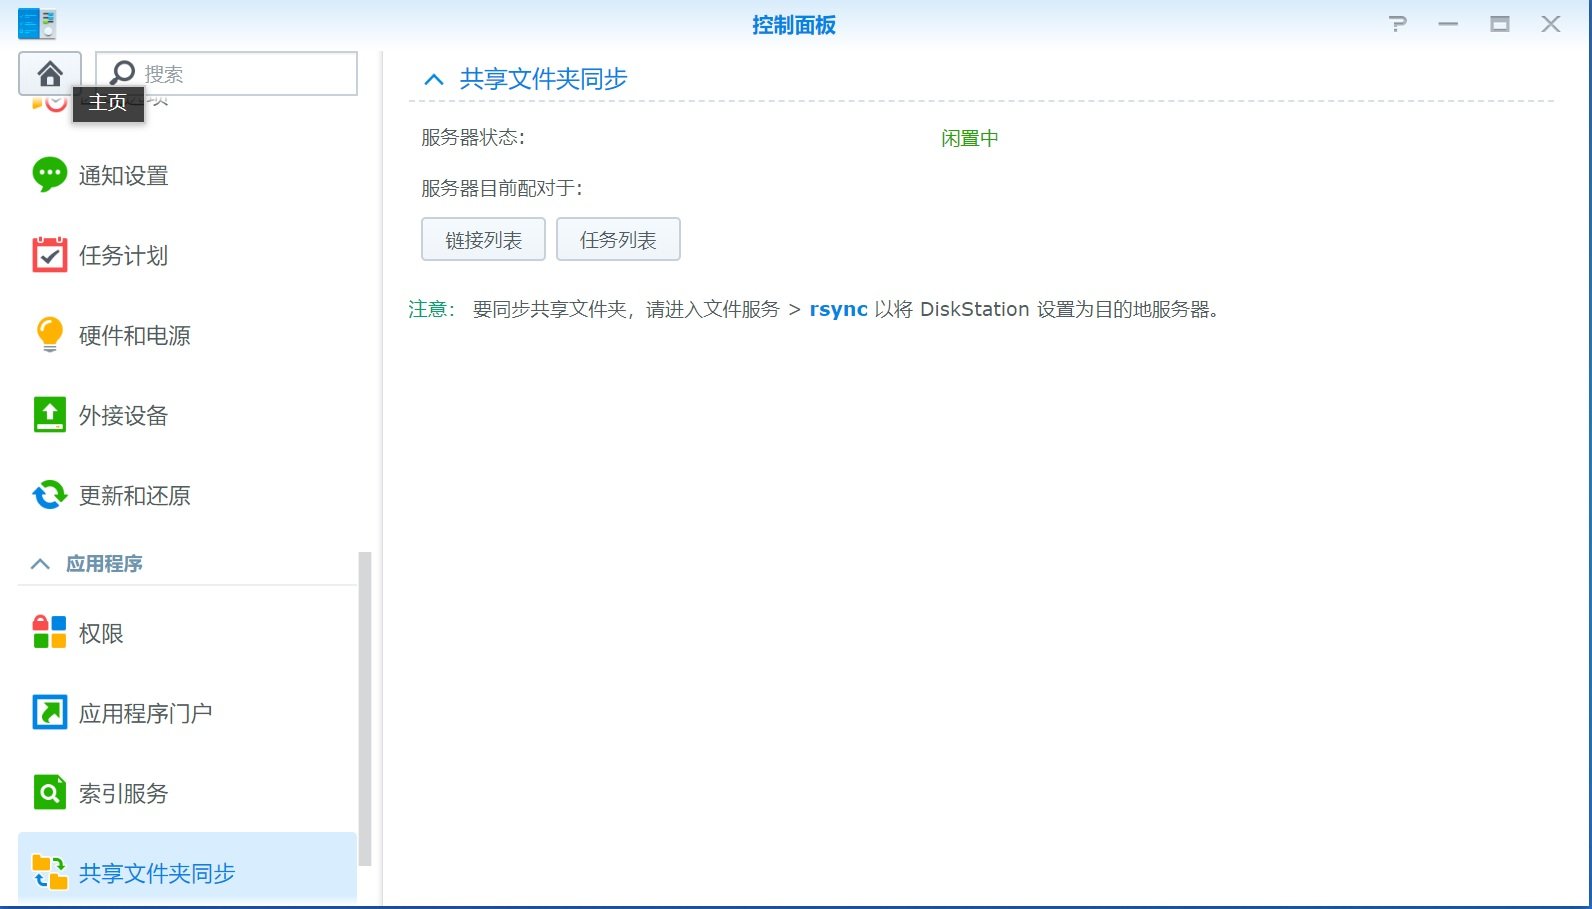 控制面板
搜索
主页
通知设置
任务计划
硬件和电源
外接设备
更新和还原
应用程序
权限
应用程序门户
索引服务
共享文件夹同步
共享文件夹同步
服务器状态: 闲置中
服务器目前配对于:
链接列表 任务列表
注意: 要同步共享文件夹，请进入文件服务 > rsync 以将 DiskStation 设置为目的地服务器。